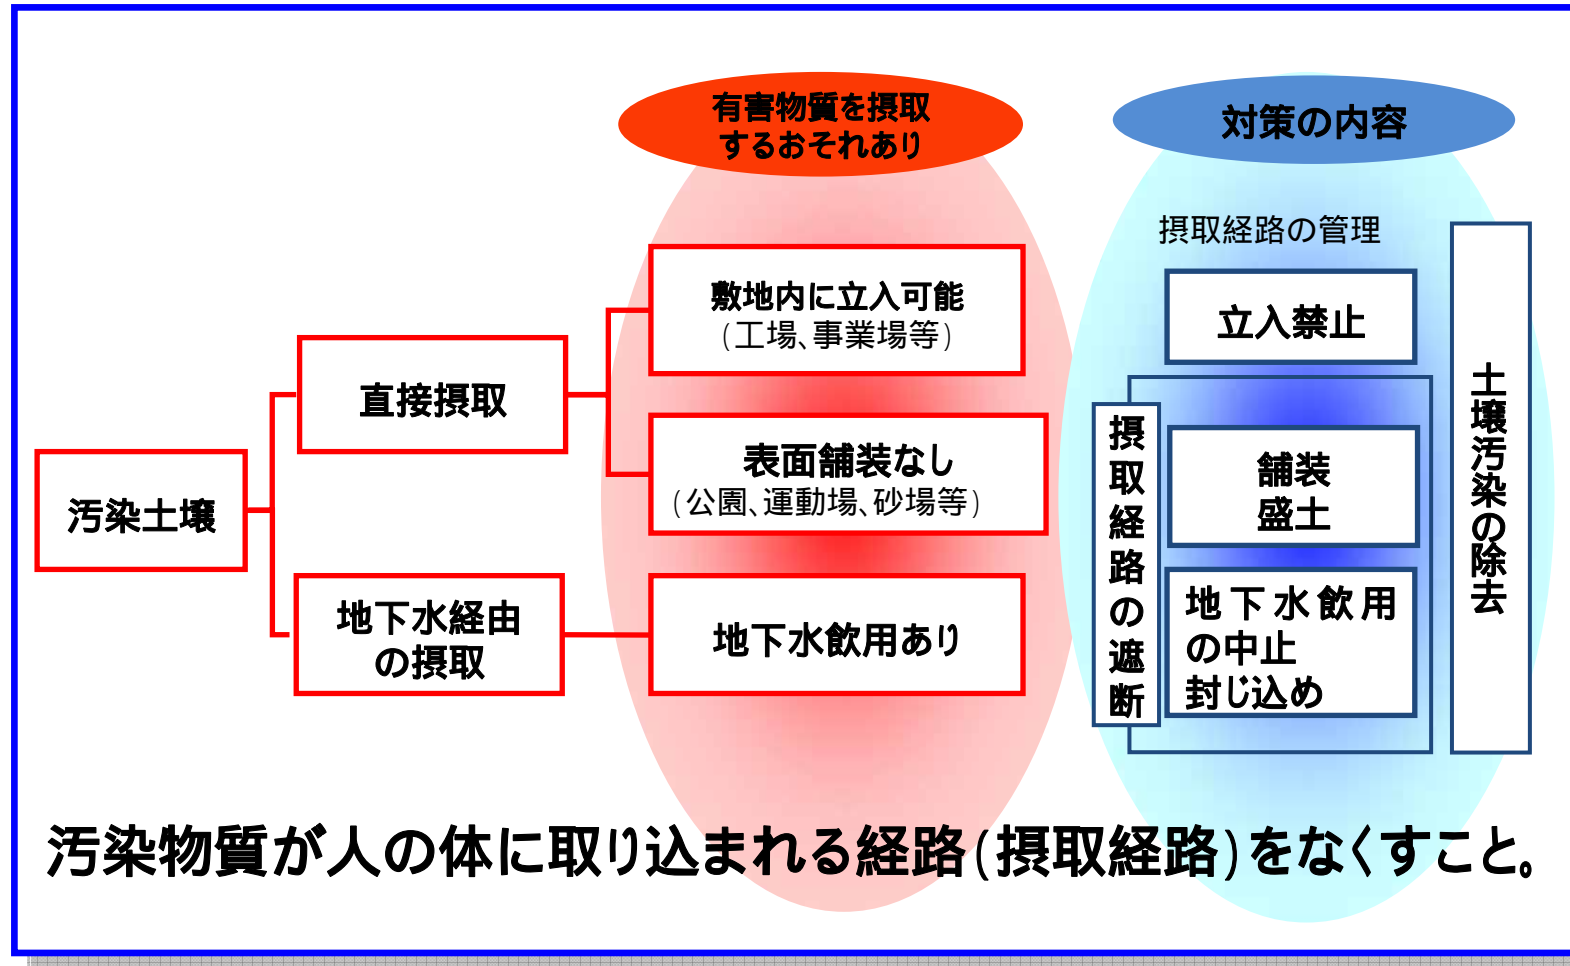 有害物質を摂取
するおそれあり
対策の内容
汚染土壌
直接摂取
地下水経由
の摂取
敷地内に立入可能
(工場、事業場等)
表面舗装なし
(公園、運動場、砂場等)
地下水飲用あり
摂取経路の管理
立入禁止
摂取経路の遮断
舗装
盛土
地下水飲用
の中止
封じ込め
土壌汚染の除去
汚染物質が人の体に取り込まれる経路(摂取経路)をなくすこと。